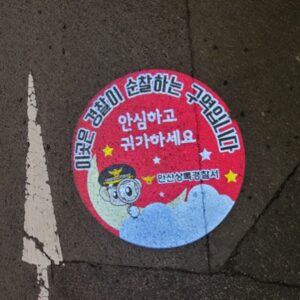 이곳은 경찰이 순찰하는 구역입니다
안심하고
귀가하세요
안산상록경찰서